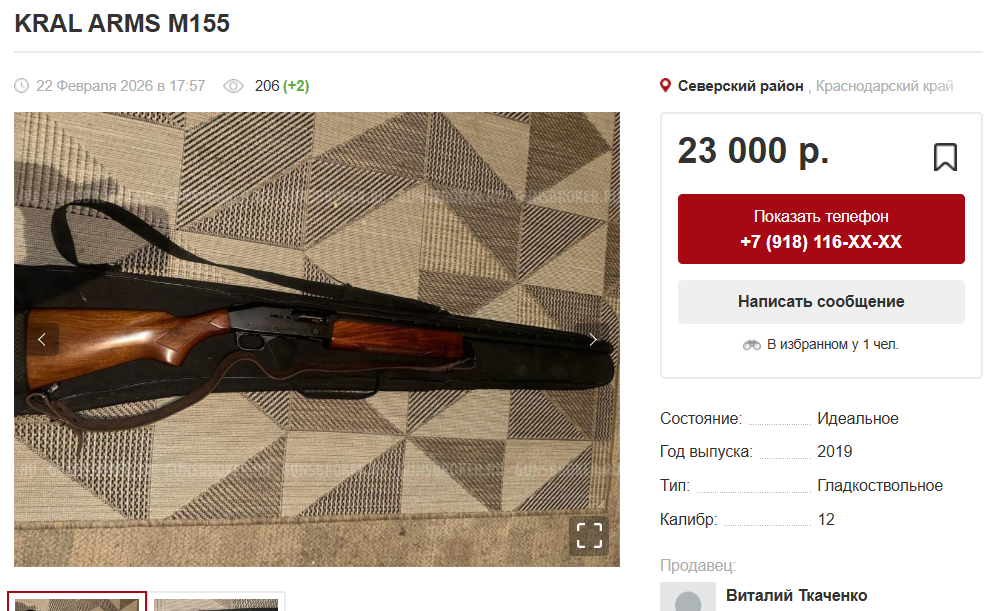 KRAL ARMS M155
22 Февраля 2026 в 17:57
206 (+2)
Северский район , Краснодарский край
23 000 р.
Показать телефон
+7 (918) 116-XX-XX
Написать сообщение
В избранном у 1 чел.
Состояние: Идеальное
Год выпуска: 2019
Тип: Гладкоствольное
Калибр: 12
Продавец:
Виталий Ткаченко